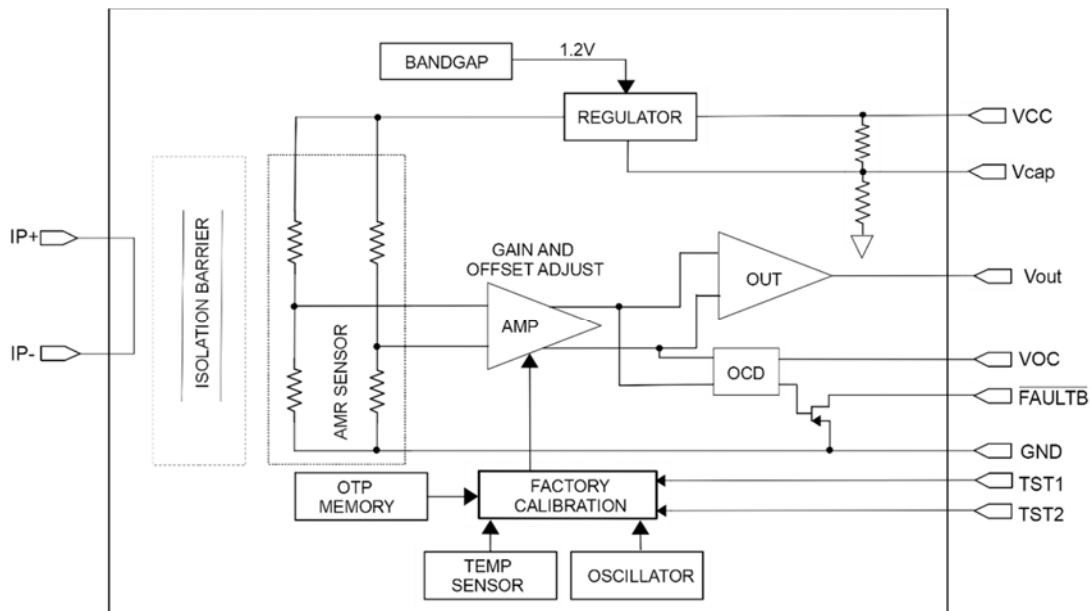 BANDGAP
1.2V
REGULATOR
VCC
Vcap
IP+
IP-
ISOLATION BARRIER
AMR SENSOR
GAIN AND
OFFSET ADJUST
AMP
OUT
Vout
OCD
VOC
FAULTB
GND
OTP
MEMORY
FACTORY
CALIBRATION
TST1
TST2
TEMP
SENSOR
OSCILLATOR